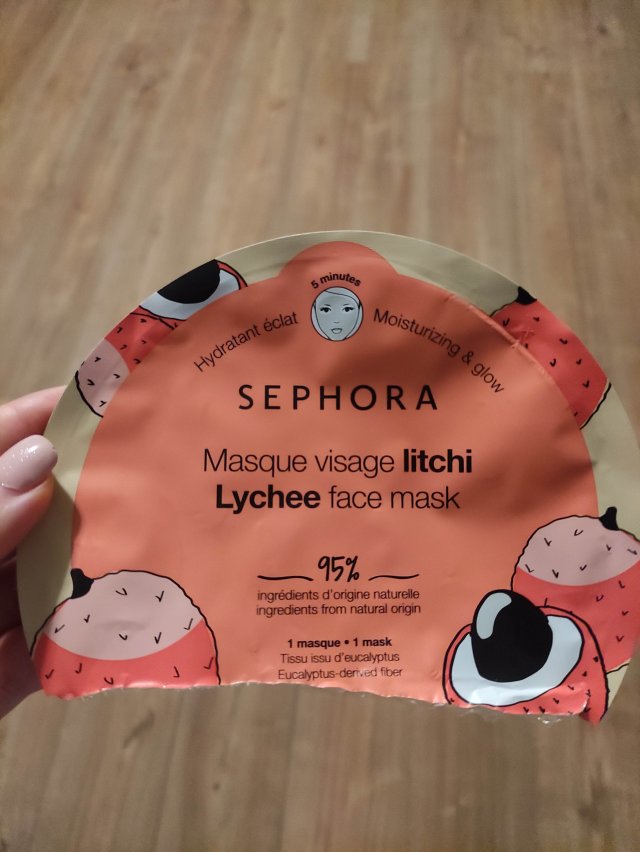 5 minutes
Hydratant éclat
Moisturizing & glow
SEPHORA
Masque visage litchi
Lychee face mask
95%
ingrédients d'origine naturelle
ingredients from natural origin
1 masque • 1 mask
Tissu issu d'eucalyptus
Eucalyptus-derived fiber